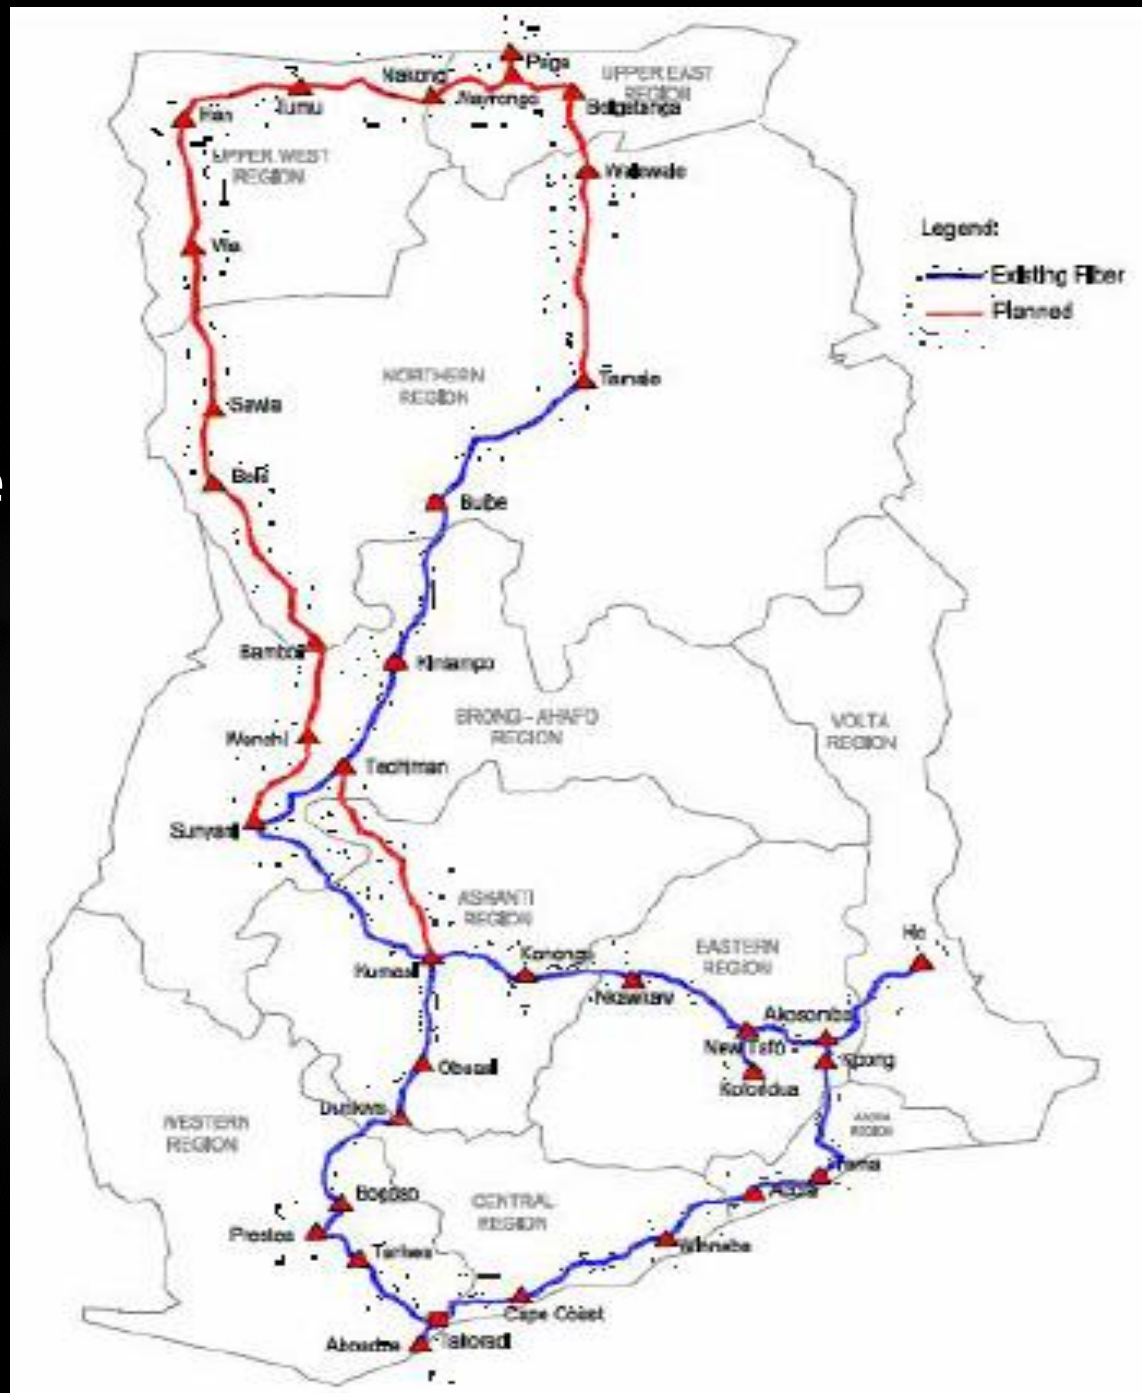 Paga
UPPER EAST
REGION
Nakong
Navrongo
Tumu
Bolgatanga
Han
UPPER WEST
REGION
Walewale
Legend:
Existing Fiber
Planned
Wa
NORTHERN
REGION
Tamale
Sawla
Bole
Buipe
Bamboi
Kintampo
BRONG-AHAFO
REGION
VOLTA
REGION
Wenchi
Techiman
Sunyani
ASHANTI
REGION
EASTERN
REGION
Ho
Konongo
Kumasi
Nkawkaw
Akosombo
New Tafo
Kpong
Obuasi
Koforidua
Dunkwa
WESTERN
REGION
ACCRA
REGION
Tema
Accra
Bogoso
CENTRAL
REGION
Prestea
Tarkwa
Winneba
Cape Coast
Takoradi
Aboadze